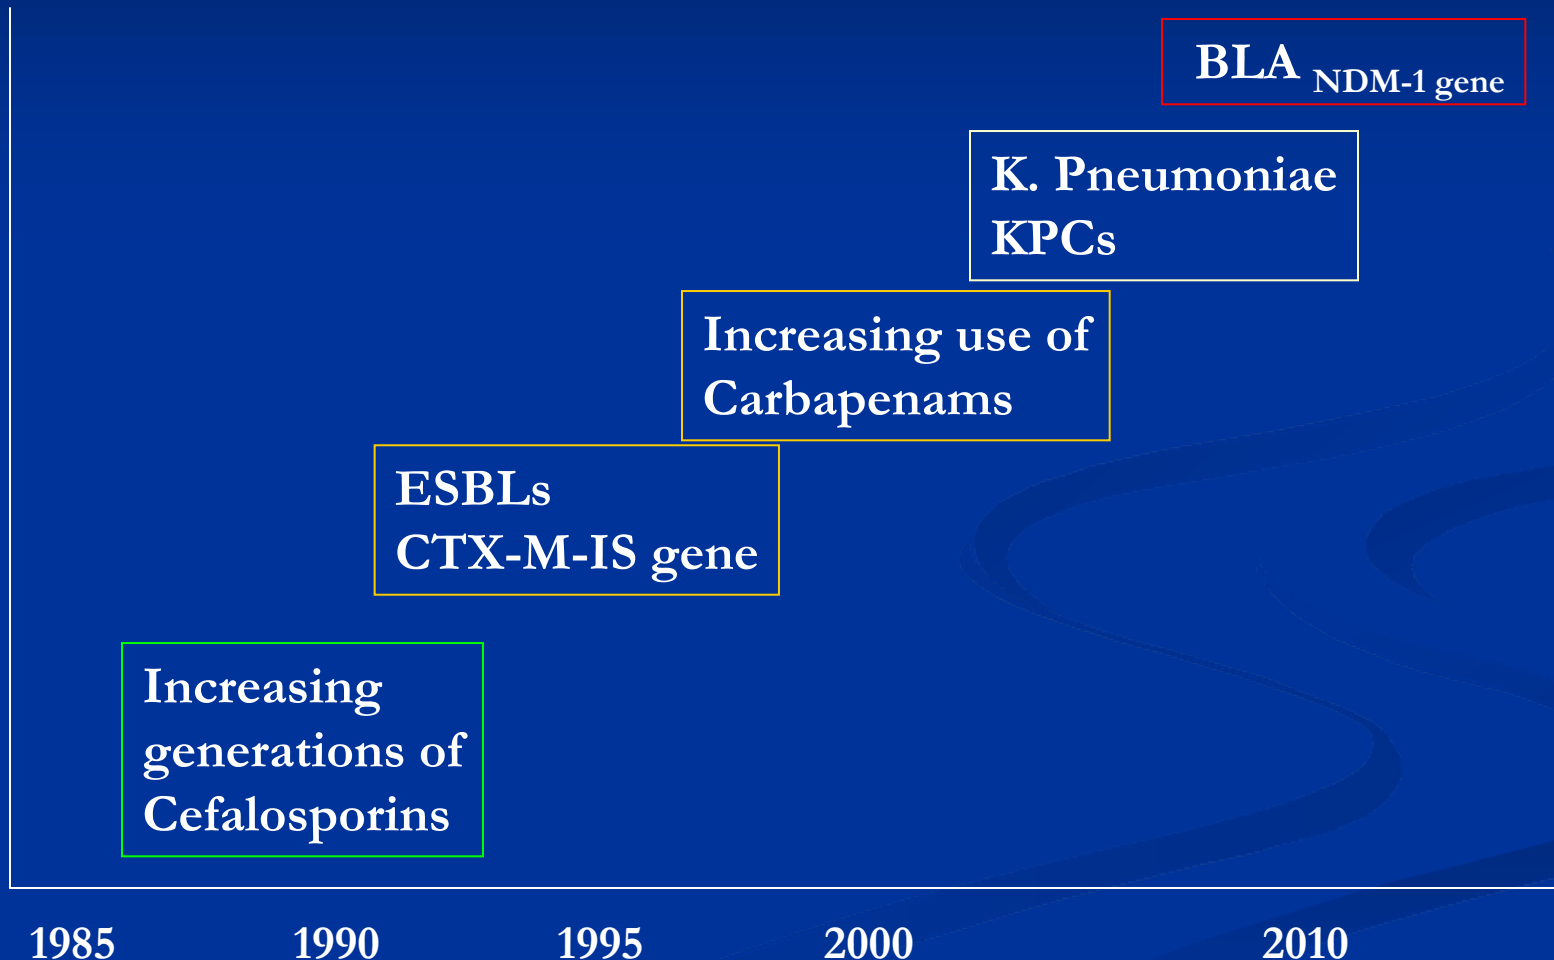 BLA NDM-1 gene
K. Pneumoniae
KPCs
Increasing use of
Carbapenams
ESBLs
CTX-M-IS gene
Increasing
generations of
Cefalosporins
1985 1990 1995 2000 2010